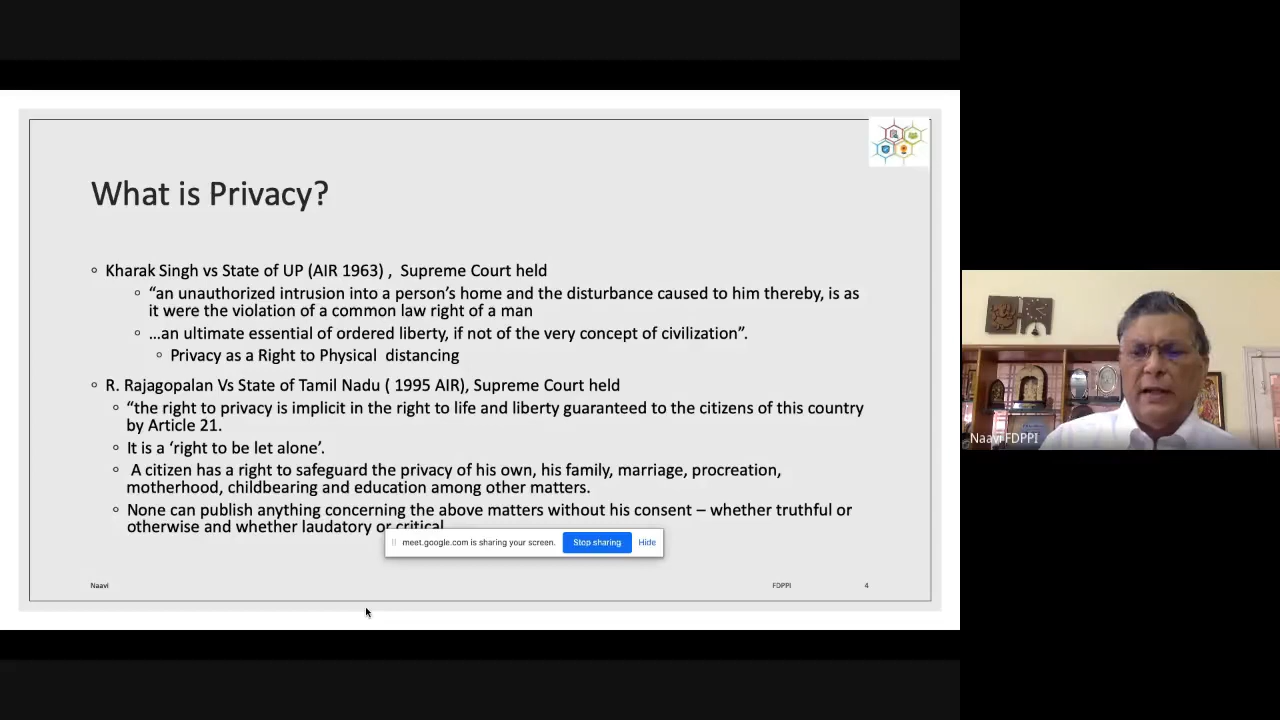 What is Privacy?
Kharak Singh vs State of UP (AIR 1963) , Supreme Court held
“an unauthorized intrusion into a person’s home and the disturbance caused to him thereby, is as
it were the violation of a common law right of a man
…an ultimate essential of ordered liberty, if not of the very concept of civilization”.
Privacy as a Right to Physical distancing
R. Rajagopalan Vs State of Tamil Nadu ( 1995 AIR), Supreme Court held
“the right to privacy is implicit in the right to life and liberty guaranteed to the citizens of this country
by Article 21.
It is a ‘right to be let alone’.
A citizen has a right to safeguard the privacy of his own, his family, marriage, procreation,
motherhood, childbearing and education among other matters.
None can publish anything concerning the above matters without his consent – whether truthful or
otherwise and whether laudatory or critical
meet.google.com is sharing your screen. Stop sharing Hide
Naavi FDPPI 4
Naavi FDPPI